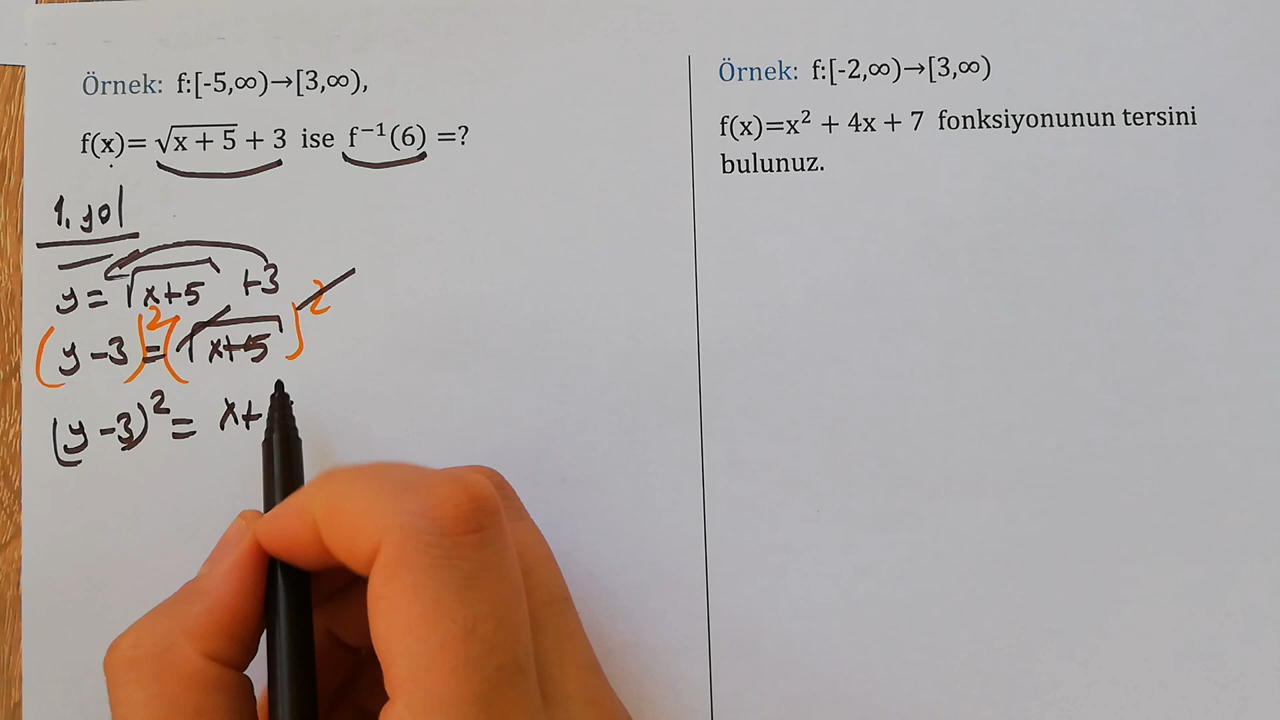 Örnek: f:[-5,∞)→[3,∞),
f(x)= √x + 5 + 3 ise f⁻¹(6) =?
1. yol
y = √x+5 +3
(y-3)² = (√x+5)²
(y-3)² = x+
Örnek: f:[-2,∞)→[3,∞)
f(x)=x² + 4x + 7 fonksiyonunun tersini
bulunuz.